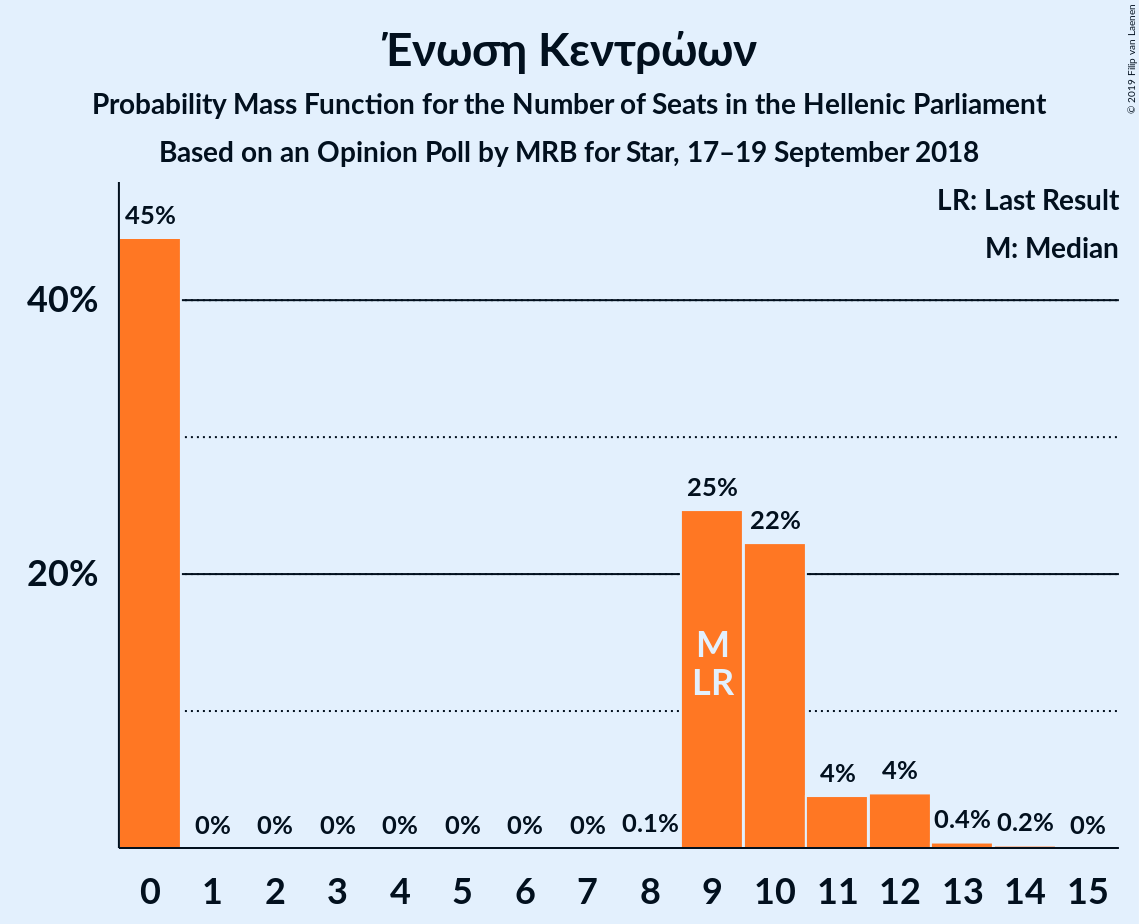 Ένωση Κεντρώων
Probability Mass Function for the Number of Seats in the Hellenic Parliament
Based on an Opinion Poll by MRB for Star, 17–19 September 2018
© 2019 Filip van Laenen
LR: Last Result
M: Median
45%
40%
25%
22%
20%
M
LR
4% 4%
0% 0% 0% 0% 0% 0% 0% 0.1% 0.4% 0.2% 0%
0 1 2 3 4 5 6 7 8 9 10 11 12 13 14 15